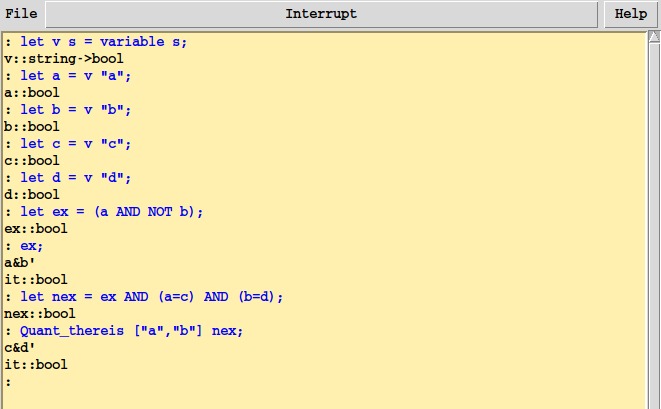 File Interrupt Help
: let v s = variable s;
v::string->bool
: let a = v "a";
a::bool
: let b = v "b";
b::bool
: let c = v "c";
c::bool
: let d = v "d";
d::bool
: let ex = (a AND NOT b);
ex::bool
: ex;
a&b'
it::bool
: let nex = ex AND (a=c) AND (b=d);
nex::bool
: Quant_thereis ["a","b"] nex;
c&d'
it::bool
: